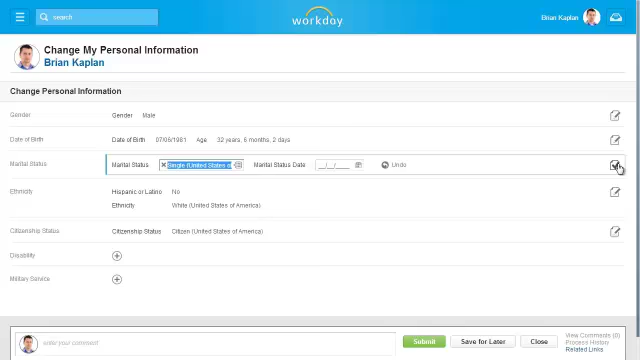 search
workday
Brian Kaplan
Change My Personal Information
Brian Kaplan
Change Personal Information
Gender Gender Male
Date of Birth Date of Birth 07/06/1981 Age 32 years, 6 months, 2 days
Marital Status Marital Status Single (United States of Marital Status Date __/__/____ Undo
Ethnicity Hispanic or Latino No
Ethnicity White (United States of America)
Citizenship Status Citizenship Status Citizen (United States of America)
Disability
Military Service
enter your comment
Submit Save for Later Close
View Comments (0)
Process History
Related Links